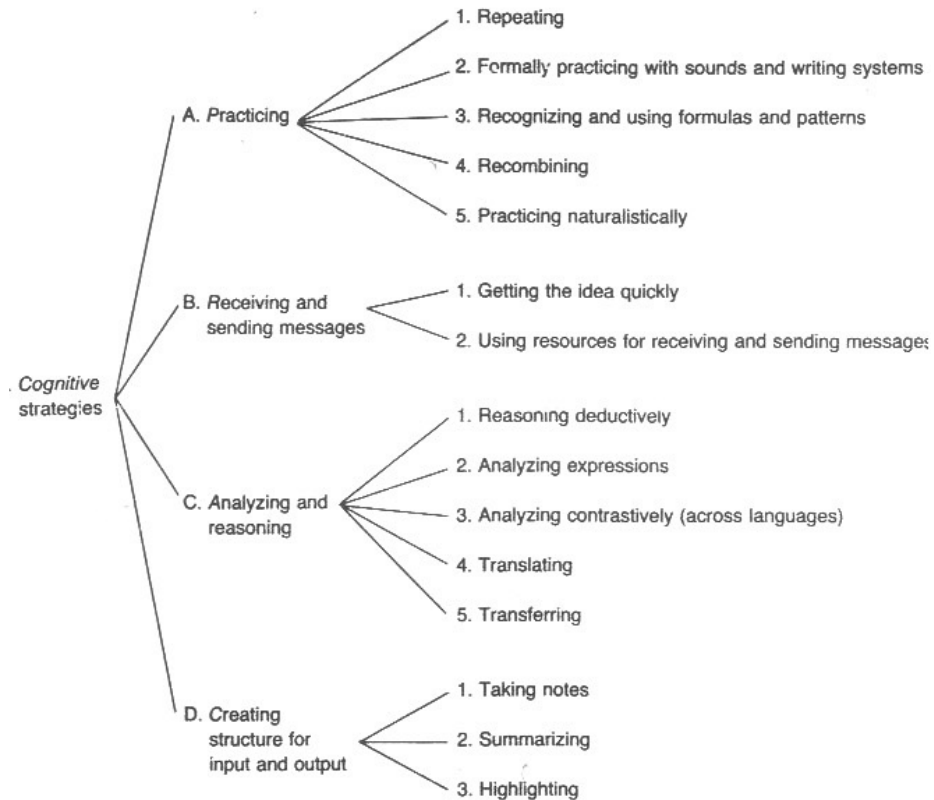 1. Repeating
2. Formally practicing with sounds and writing systems
A. Practicing
3. Recognizing and using formulas and patterns
4. Recombining
5. Practicing naturalistically
B. Receiving and
sending messages
1. Getting the idea quickly
2. Using resources for receiving and sending messages
Cognitive
strategies
1. Reasoning deductively
2. Analyzing expressions
C. Analyzing and
reasoning
3. Analyzing contrastively (across languages)
4. Translating
5. Transferring
D. Creating
structure for
input and output
1. Taking notes
2. Summarizing
3. Highlighting